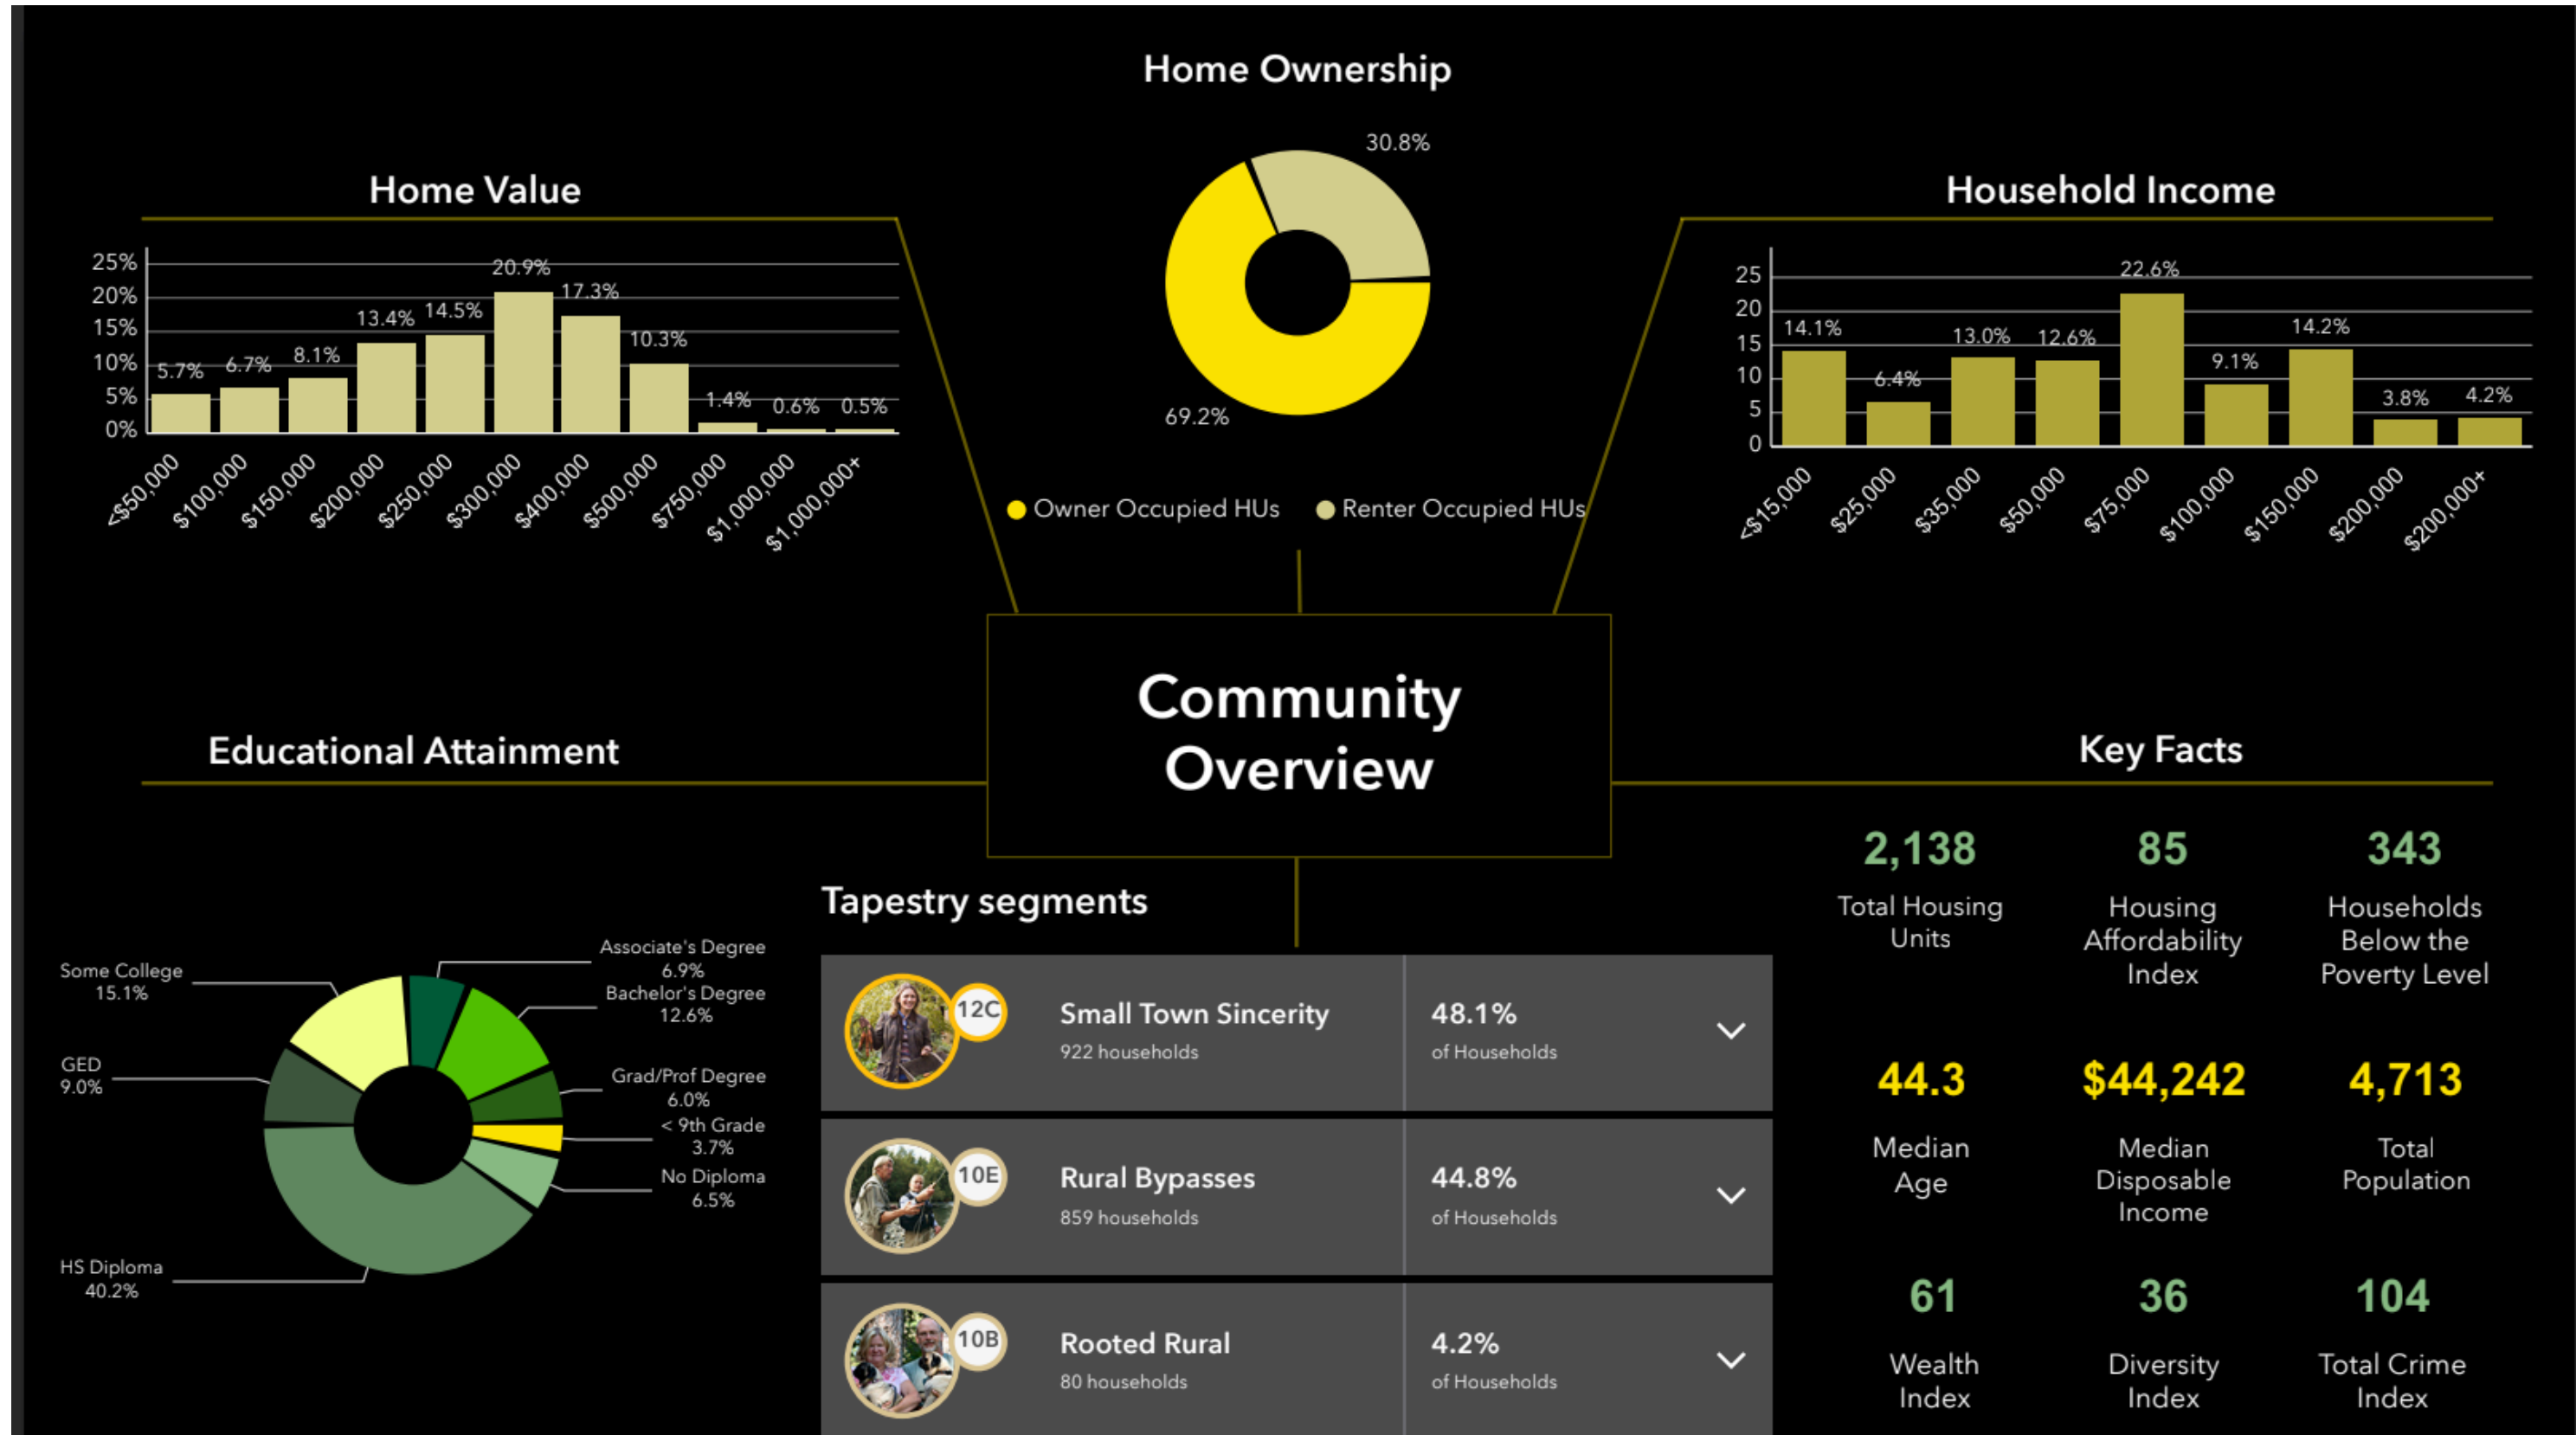 Home Ownership
30.8%
69.2%
Owner Occupied HUs
Renter Occupied HUs
Home Value
25%
20%
15%
10%
5%
0%
5.7%
6.7%
8.1%
13.4%
14.5%
20.9%
17.3%
10.3%
1.4%
0.6%
0.5%
<$50,000
$100,000
$150,000
$200,000
$250,000
$300,000
$400,000
$500,000
$750,000
$1,000,000
$1,000,000+
Household Income
25
20
15
10
5
0
14.1%
6.4%
13.0%
12.6%
22.6%
9.1%
14.2%
3.8%
4.2%
<$15,000
$25,000
$35,000
$50,000
$75,000
$100,000
$150,000
$200,000
$200,000+
Community
Overview
Educational Attainment
Associate's Degree
6.9%
Bachelor's Degree
12.6%
Grad/Prof Degree
6.0%
< 9th Grade
3.7%
No Diploma
6.5%
HS Diploma
40.2%
GED
9.0%
Some College
15.1%
Tapestry segments
12C
Small Town Sincerity
922 households
48.1%
of Households
10E
Rural Bypasses
859 households
44.8%
of Households
10B
Rooted Rural
80 households
4.2%
of Households
Key Facts
2,138
Total Housing
Units
85
Housing
Affordability
Index
343
Households
Below the
Poverty Level
44.3
Median
Age
$44,242
Median
Disposable
Income
4,713
Total
Population
61
Wealth
Index
36
Diversity
Index
104
Total Crime
Index